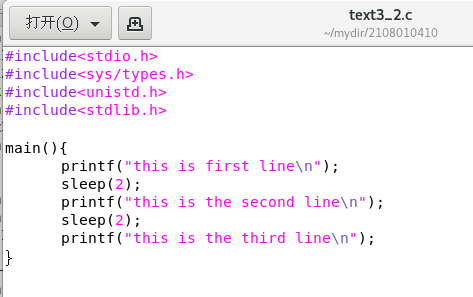 打开(O)
text3_2.c
~/mydir/2108010410
#include<stdio.h>
#include<sys/types.h>
#include<unistd.h>
#include<stdlib.h>
main(){
printf("this is first line\n");
sleep(2);
printf("this is the second line\n");
sleep(2);
printf("this is the third line\n");
}